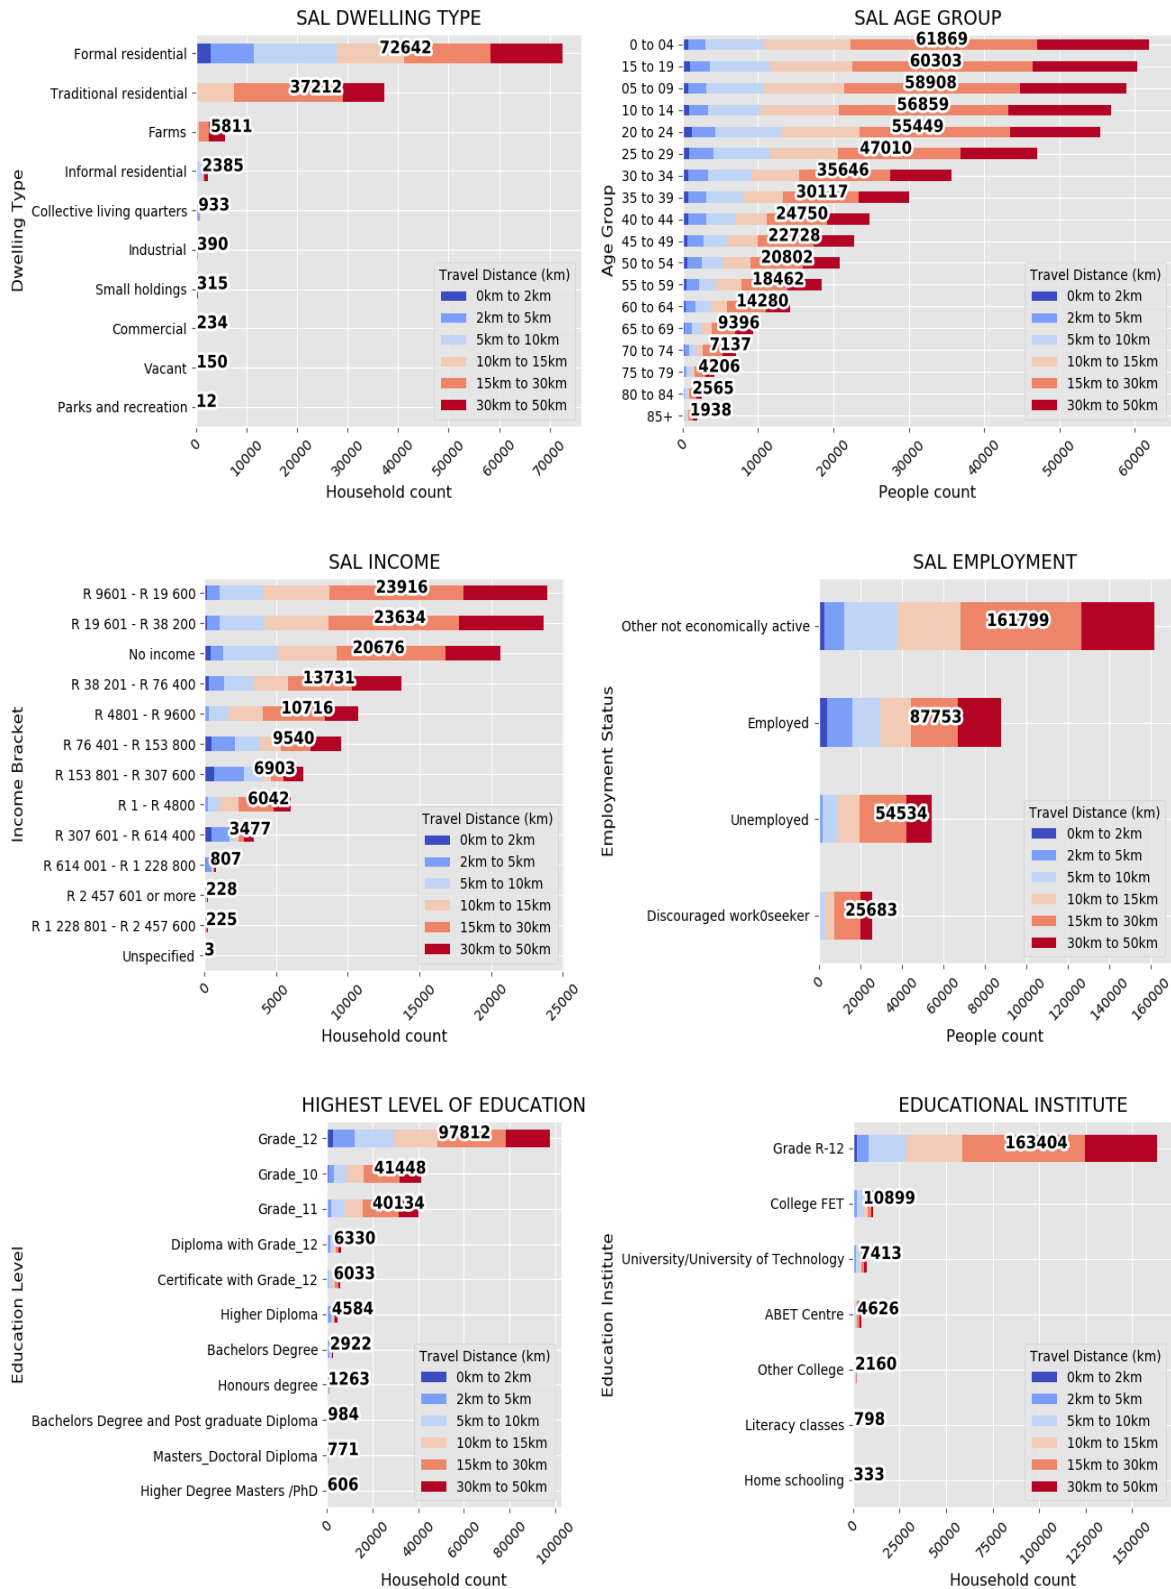 SAL DWELLING TYPE
Dwelling Type
Formal residential 72642
Traditional residential 37212
Farms 5811
Informal residential 2385
Collective living quarters 933
Industrial 390
Small holdings 315
Commercial 234
Vacant 150
Parks and recreation 12
Travel Distance (km)
0km to 2km
2km to 5km
5km to 10km
10km to 15km
15km to 30km
30km to 50km
0 10000 20000 30000 40000 50000 60000 70000
Household count
SAL AGE GROUP
Age Group
0 to 04 61869
15 to 19 60303
05 to 09 58908
10 to 14 56859
20 to 24 55449
25 to 29 47010
30 to 34 35646
35 to 39 30117
40 to 44 24750
45 to 49 22728
50 to 54 20802
55 to 59 18462
60 to 64 14280
65 to 69 9396
70 to 74 7137
75 to 79 4206
80 to 84 2565
85+ 1938
Travel Distance (km)
0km to 2km
2km to 5km
5km to 10km
10km to 15km
15km to 30km
30km to 50km
0 10000 20000 30000 40000 50000 60000
People count
SAL INCOME
Income Bracket
R 9601 - R 19 600 23916
R 19 601 - R 38 200 23634
No income 20676
R 38 201 - R 76 400 13731
R 4801 - R 9600 10716
R 76 401 - R 153 800 9540
R 153 801 - R 307 600 6903
R 1 - R 4800 6042
R 307 601 - R 614 400 3477
R 614 001 - R 1 228 800 807
R 2 457 601 or more 228
R 1 228 801 - R 2 457 600 225
Unspecified 3
Travel Distance (km)
0km to 2km
2km to 5km
5km to 10km
10km to 15km
15km to 30km
30km to 50km
0 5000 10000 15000 20000 25000
Household count
SAL EMPLOYMENT
Employment Status
Other not economically active 161799
Employed 87753
Unemployed 54534
Discouraged work0seeker 25683
Travel Distance (km)
0km to 2km
2km to 5km
5km to 10km
10km to 15km
15km to 30km
30km to 50km
0 20000 40000 60000 80000 100000 120000 140000 160000
People count
HIGHEST LEVEL OF EDUCATION
Education Level
Grade_12 97812
Grade_10 41448
Grade_11 40134
Diploma with Grade_12 6330
Certificate with Grade_12 6033
Higher Diploma 4584
Bachelors Degree 2922
Honours degree 1263
Bachelors Degree and Post graduate Diploma 984
Masters_Doctoral Diploma 771
Higher Degree Masters /PhD 606
Travel Distance (km)
0km to 2km
2km to 5km
5km to 10km
10km to 15km
15km to 30km
30km to 50km
0 20000 40000 60000 80000 100000
Household count
EDUCATIONAL INSTITUTE
Education Institute
Grade R-12 163404
College FET 10899
University/University of Technology 7413
ABET Centre 4626
Other College 2160
Literacy classes 798
Home schooling 333
Travel Distance (km)
0km to 2km
2km to 5km
5km to 10km
10km to 15km
15km to 30km
30km to 50km
0 25000 50000 75000 100000 125000 150000
Household count